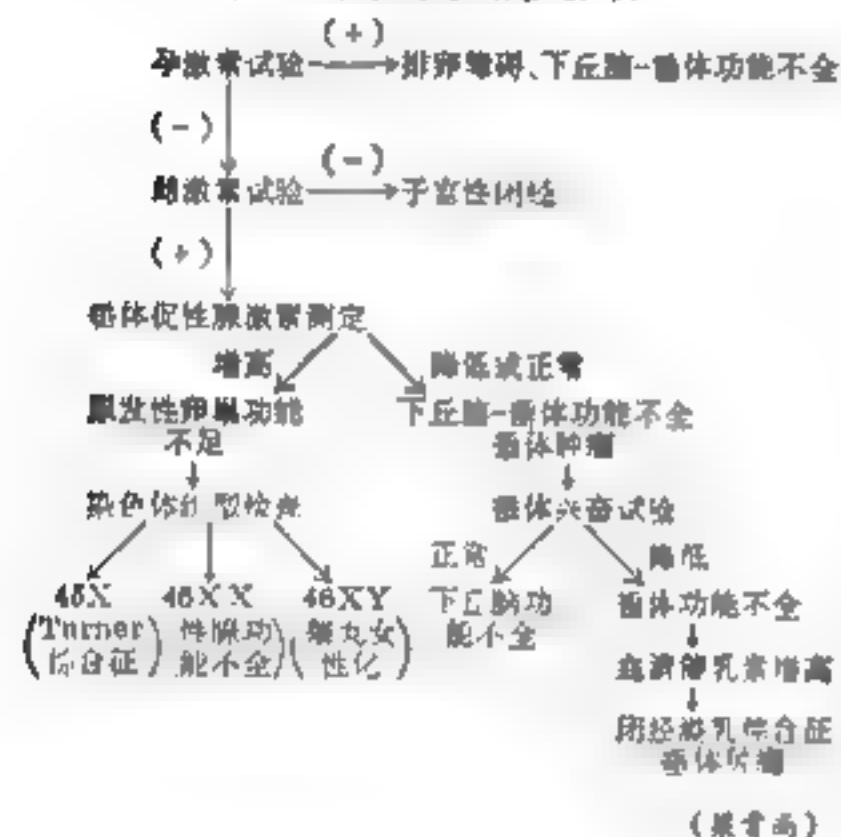 (+)
孕激素试验 排卵障碍、下丘脑-垂体功能不全
(-)
(-)
雌激素试验 子宫性闭经
(+)
垂体促性腺激素测定
增高 降低或正常
原发性卵巢功能 下丘脑-垂体功能不全
不足 垂体肿瘤
染色体组型检查 垂体兴奋试验
正常 降低
45X 46XX 46XY 下丘脑功 垂体功能不全
(Turner 性腺功 (睾丸女 能不全
综合征) 能不全) 性化)
血清催乳素增高
闭经溢乳综合征
垂体肿瘤